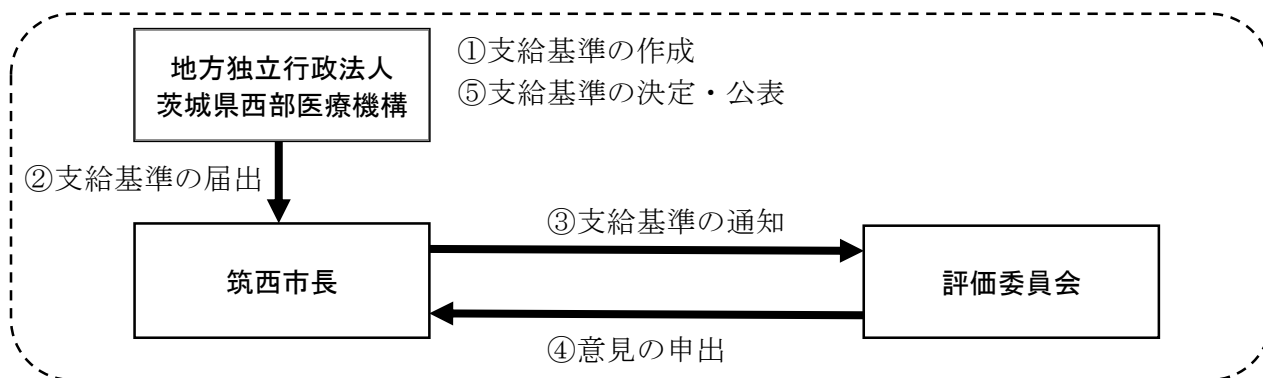 地方独立行政法人
茨城県西部医療機構
①支給基準の作成
⑤支給基準の決定・公表
②支給基準の届出
③支給基準の通知
筑西市長
評価委員会
④意見の申出